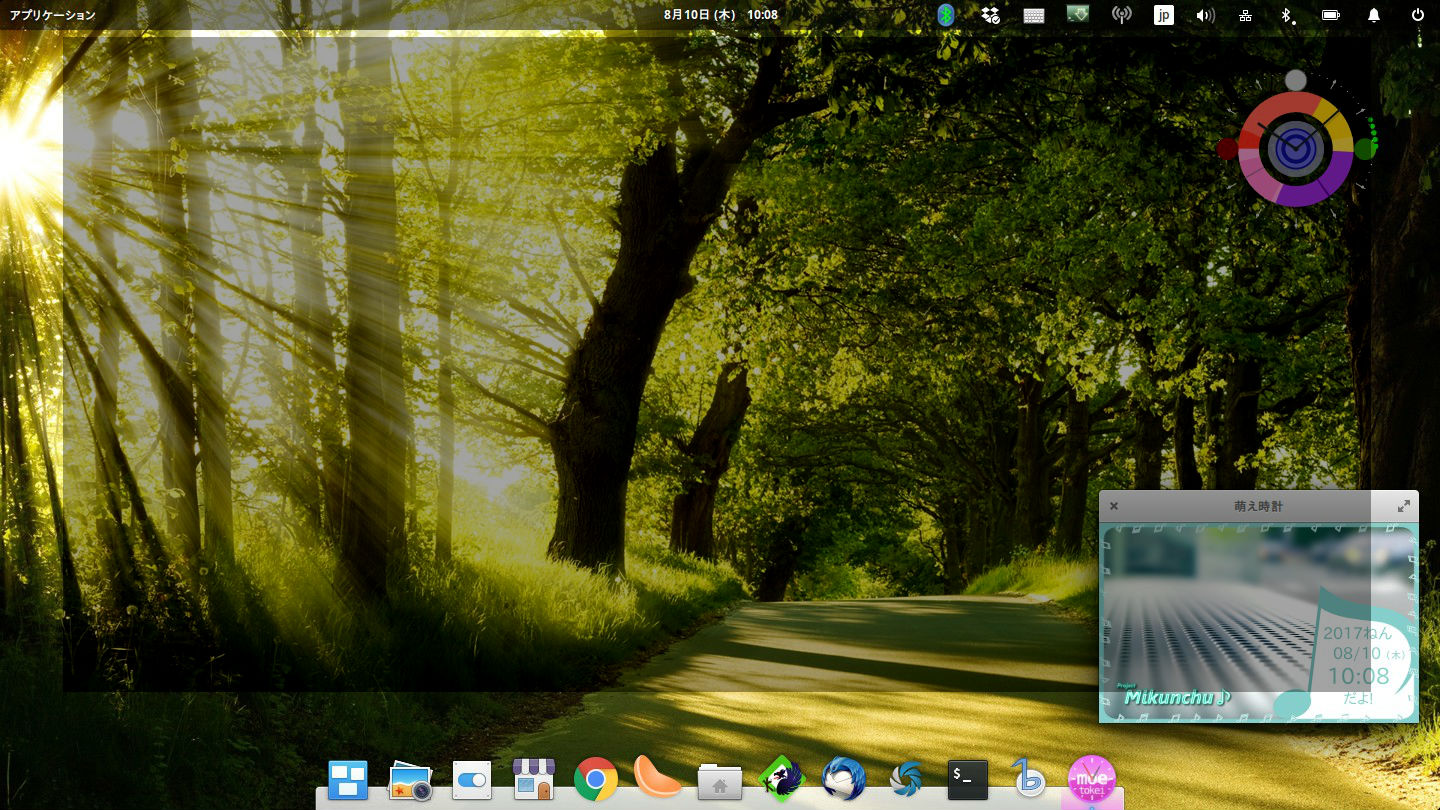 アプリケーション
8月10日 (木) 10:08
jp
萌え時計
2017ねん
08/10 (木)
10:08
だよ!
Project
Mikunchu♪
$_
moe
tokei